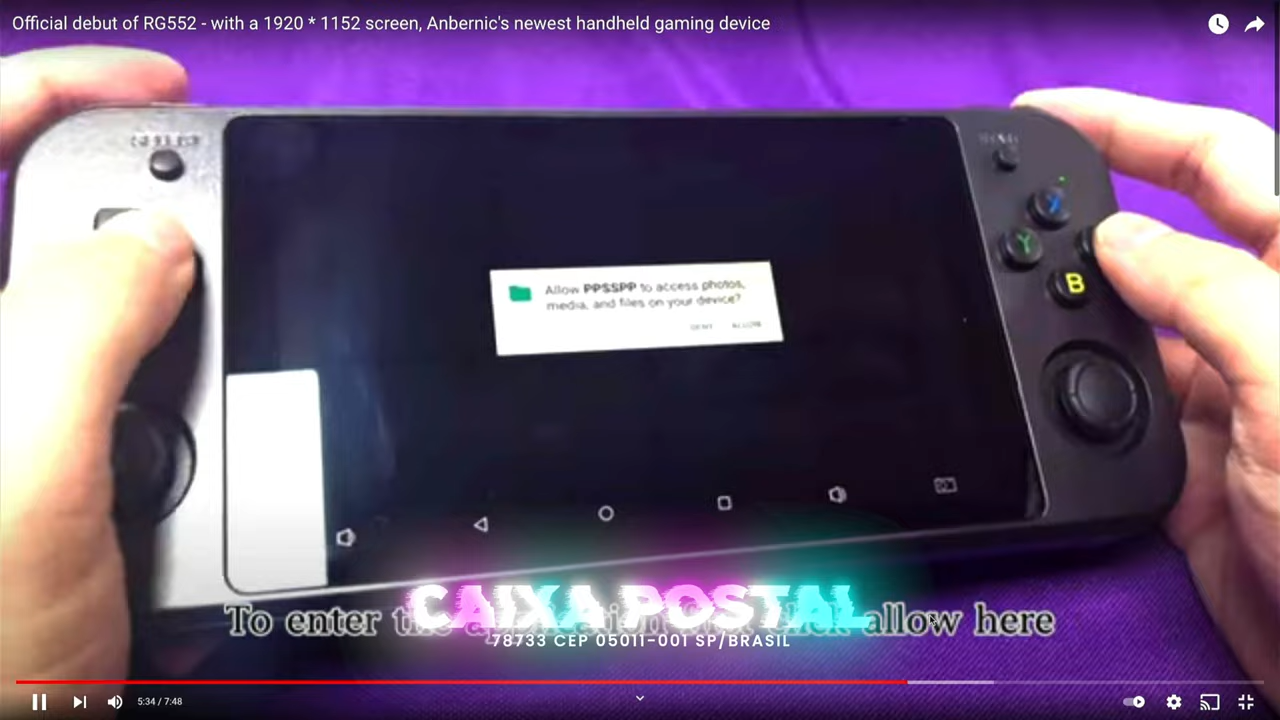 Official debut of RG552 - with a 1920 * 1152 screen, Anbernic's newest handheld gaming device
X
Y
B
Allow PPSSPP to access photos,
media, and files on your device?
DENY ALLOW
CAIXA POSTAL
To enter the allow here
78733 CEP 05011-001 SP/BRASIL
5:34 / 7:48